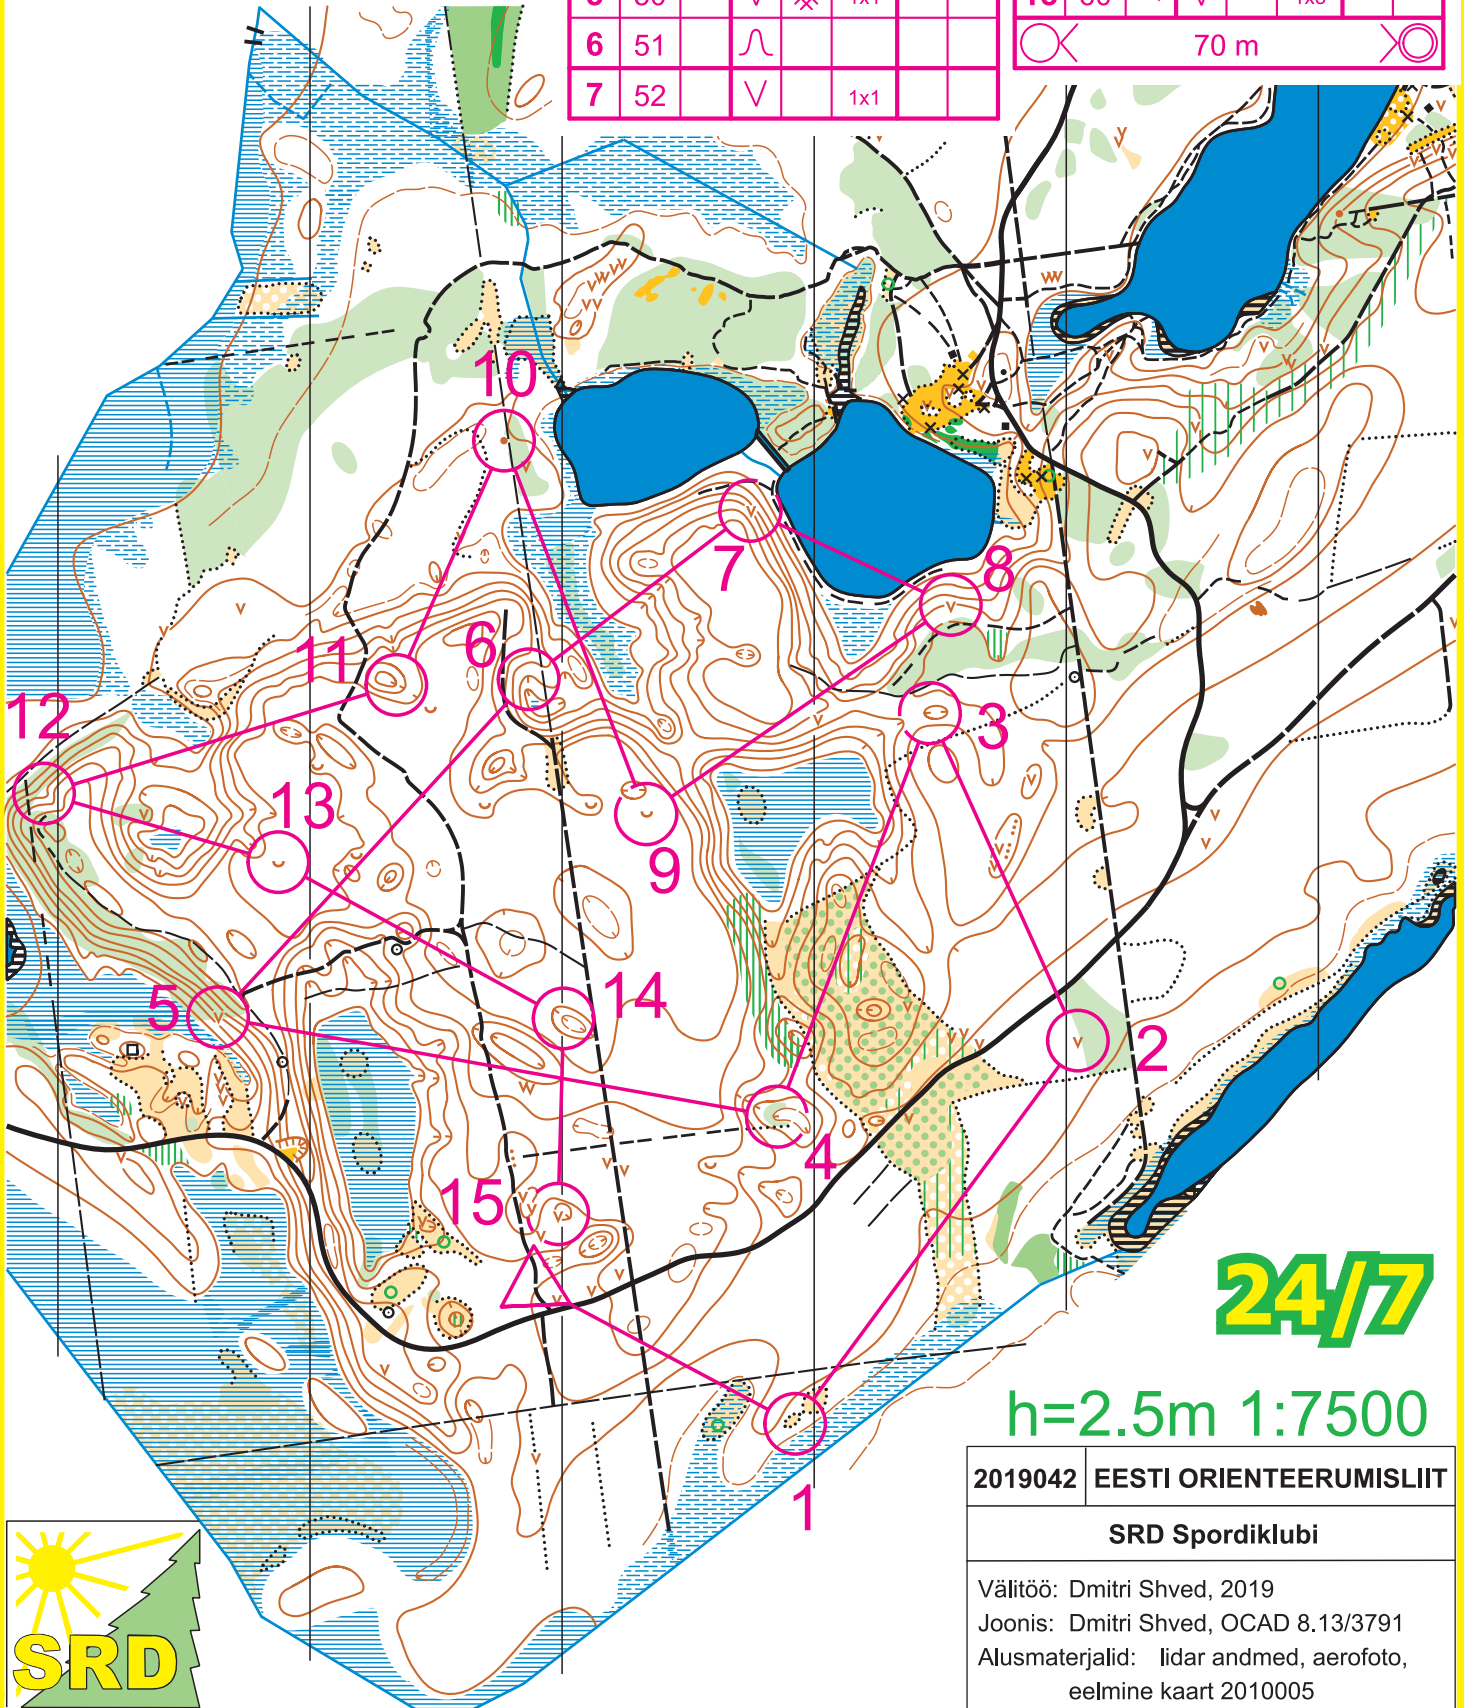 6 51
7 52 1x1
70 m
10
7
8
11
6
12
3
13
9
14
5
2
4
15
1
24/7
h=2.5m 1:7500
2019042 EESTI ORIENTEERUMISLIIT
SRD Spordiklubi
Välitöö: Dmitri Shved, 2019
Joonis: Dmitri Shved, OCAD 8.13/3791
Alusmaterjalid: lidar andmed, aerofoto,
eelmine kaart 2010005
SRD